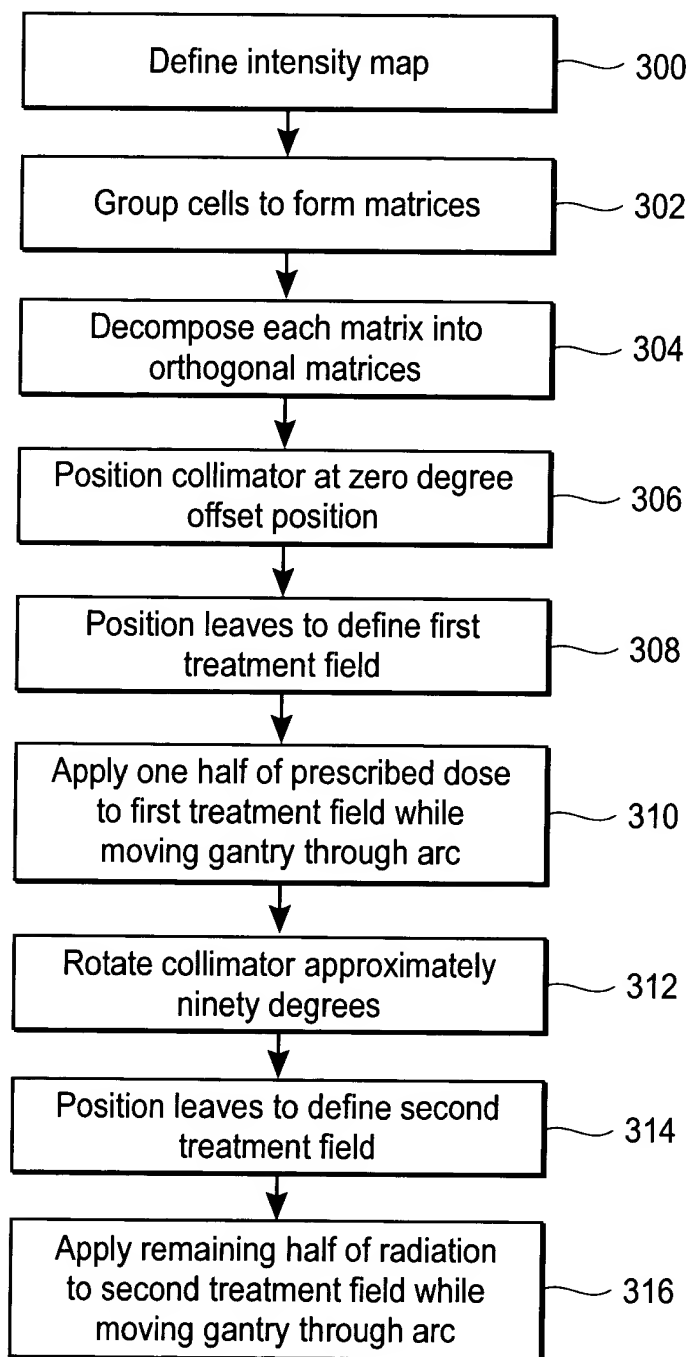 Define intensity map
300
Group cells to form matrices
302
Decompose each matrix into
orthogonal matrices
304
Position collimator at zero degree
offset position
306
Position leaves to define first
treatment field
308
Apply one half of prescribed dose
to first treatment field while
moving gantry through arc
310
Rotate collimator approximately
ninety degrees
312
Position leaves to define second
treatment field
314
Apply remaining half of radiation
to second treatment field while
moving gantry through arc
316